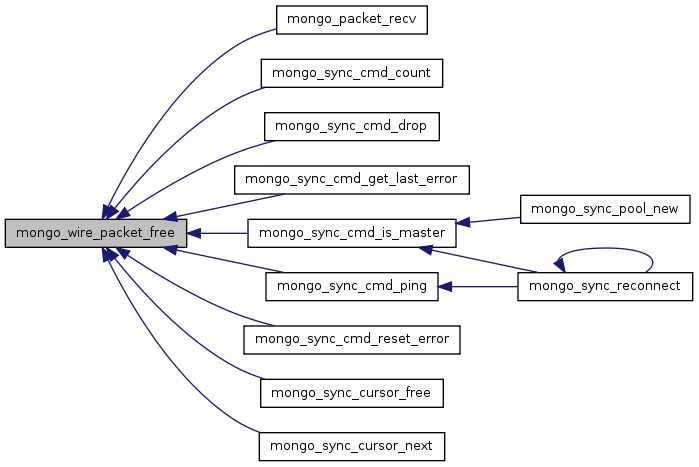 mongo_packet_recv
mongo_sync_cmd_count
mongo_sync_cmd_drop
mongo_sync_cmd_get_last_error
mongo_sync_pool_new
mongo_wire_packet_free
mongo_sync_cmd_is_master
mongo_sync_cmd_ping
mongo_sync_reconnect
mongo_sync_cmd_reset_error
mongo_sync_cursor_free
mongo_sync_cursor_next